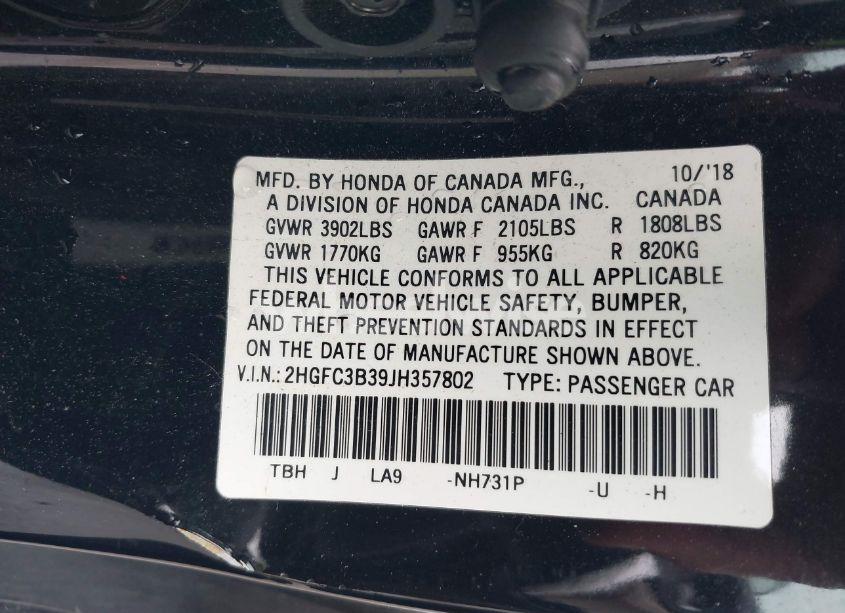 MFD. BY HONDA OF CANADA MFG., 10/'18
A DIVISION OF HONDA CANADA INC. CANADA
GVWR 3902LBS GAWR F 2105LBS R 1808LBS
GVWR 1770KG GAWR F 955KG R 820KG
THIS VEHICLE CONFORMS TO ALL APPLICABLE
FEDERAL MOTOR VEHICLE SAFETY, BUMPER,
AND THEFT PREVENTION STANDARDS IN EFFECT
ON THE DATE OF MANUFACTURE SHOWN ABOVE.
V.I.N.: 2HGFC3B39JH357802 TYPE: PASSENGER CAR
TBH J LA9 -NH731P -U -H